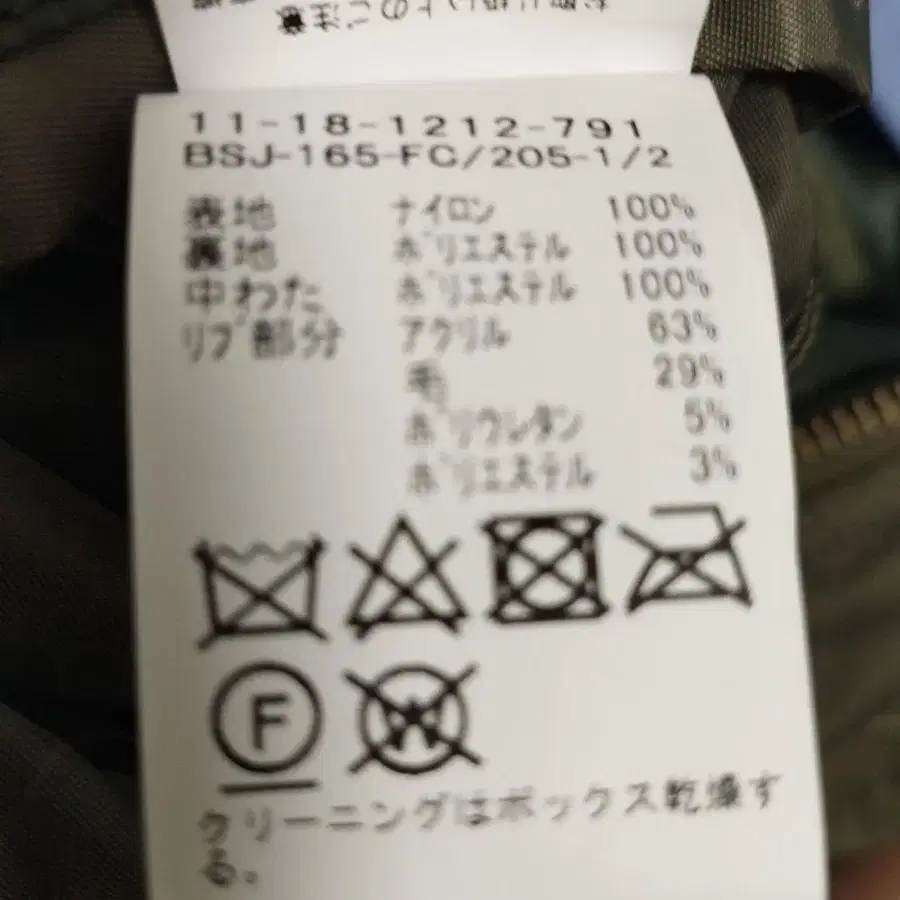 のご注意
11-18-1212-791
BSJ-165-FC/205-1/2
表地 ナイロン 100%
裏地 ポリエステル 100%
中わた ポリエステル 100%
リブ部分 アクリル 63%
毛 29%
ポリウレタン 5%
ポリエステル 3%
F W
クリーニングはボックス乾燥す
る。